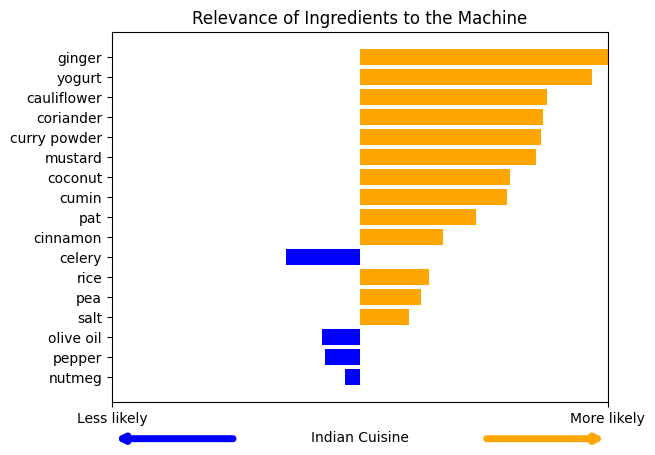 Relevance of Ingredients to the Machine
ginger
yogurt
cauliflower
coriander
curry powder
mustard
coconut
cumin
pat
cinnamon
celery
rice
pea
salt
olive oil
pepper
nutmeg
Less likely
More likely
Indian Cuisine